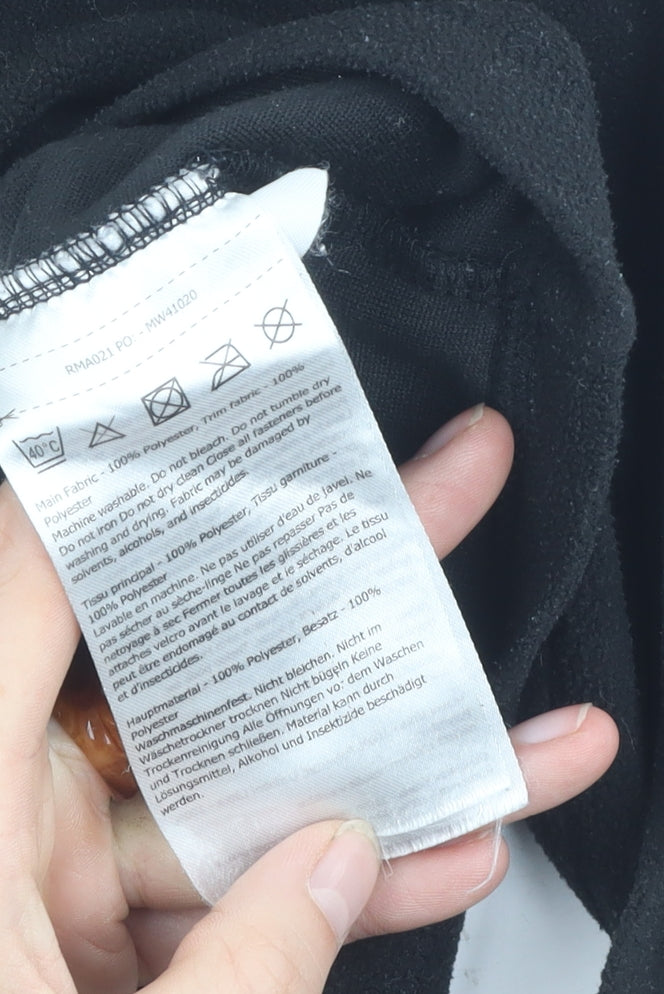 RMA021 PO: - MW41020
40°C
Main Fabric - 100% Polyester, Trim fabric - 100%
Polyester
Machine washable. Do not bleach. Do not tumble dry
Do not iron Do not dry clean Close all fasteners before
washing and drying. Fabric may be damaged by
solvents, alcohols, and insecticides.
Tissu principal - 100% Polyester, Tissu garniture -
100% Polyester
Lavable en machine. Ne pas utiliser d'eau de javel. Ne
pas sécher au sèche-linge Ne pas repasser Pas de
netoyage à sec Fermer toutes les glissières et les
attaches velcro avant le lavage et le séchage. Le tissu
peut être endomagé au contact de solvents, d'alcool
et d'insecticides.
Hauptmaterial - 100% Polyester, Besatz - 100%
Polyester
Waschmaschinenfest. Nicht bleichen. Nicht im
Wäschetrockner trocknen Nicht bügeln Keine
Trockenreinigung Alle Öffnungen vor dem Waschen
und Trocknen schließen. Material kann durch
Lösungsmittel, Alkohol und Insektizide beschädigt
werden.